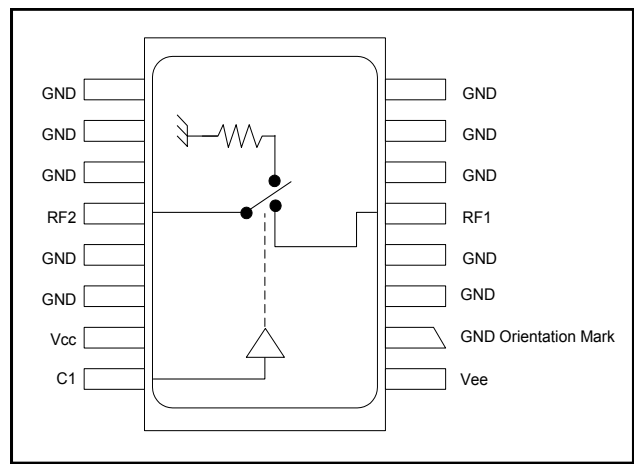 GND
GND
GND
RF2
GND
GND
Vcc
C1
GND
GND
GND
RF1
GND
GND
GND Orientation Mark
Vee